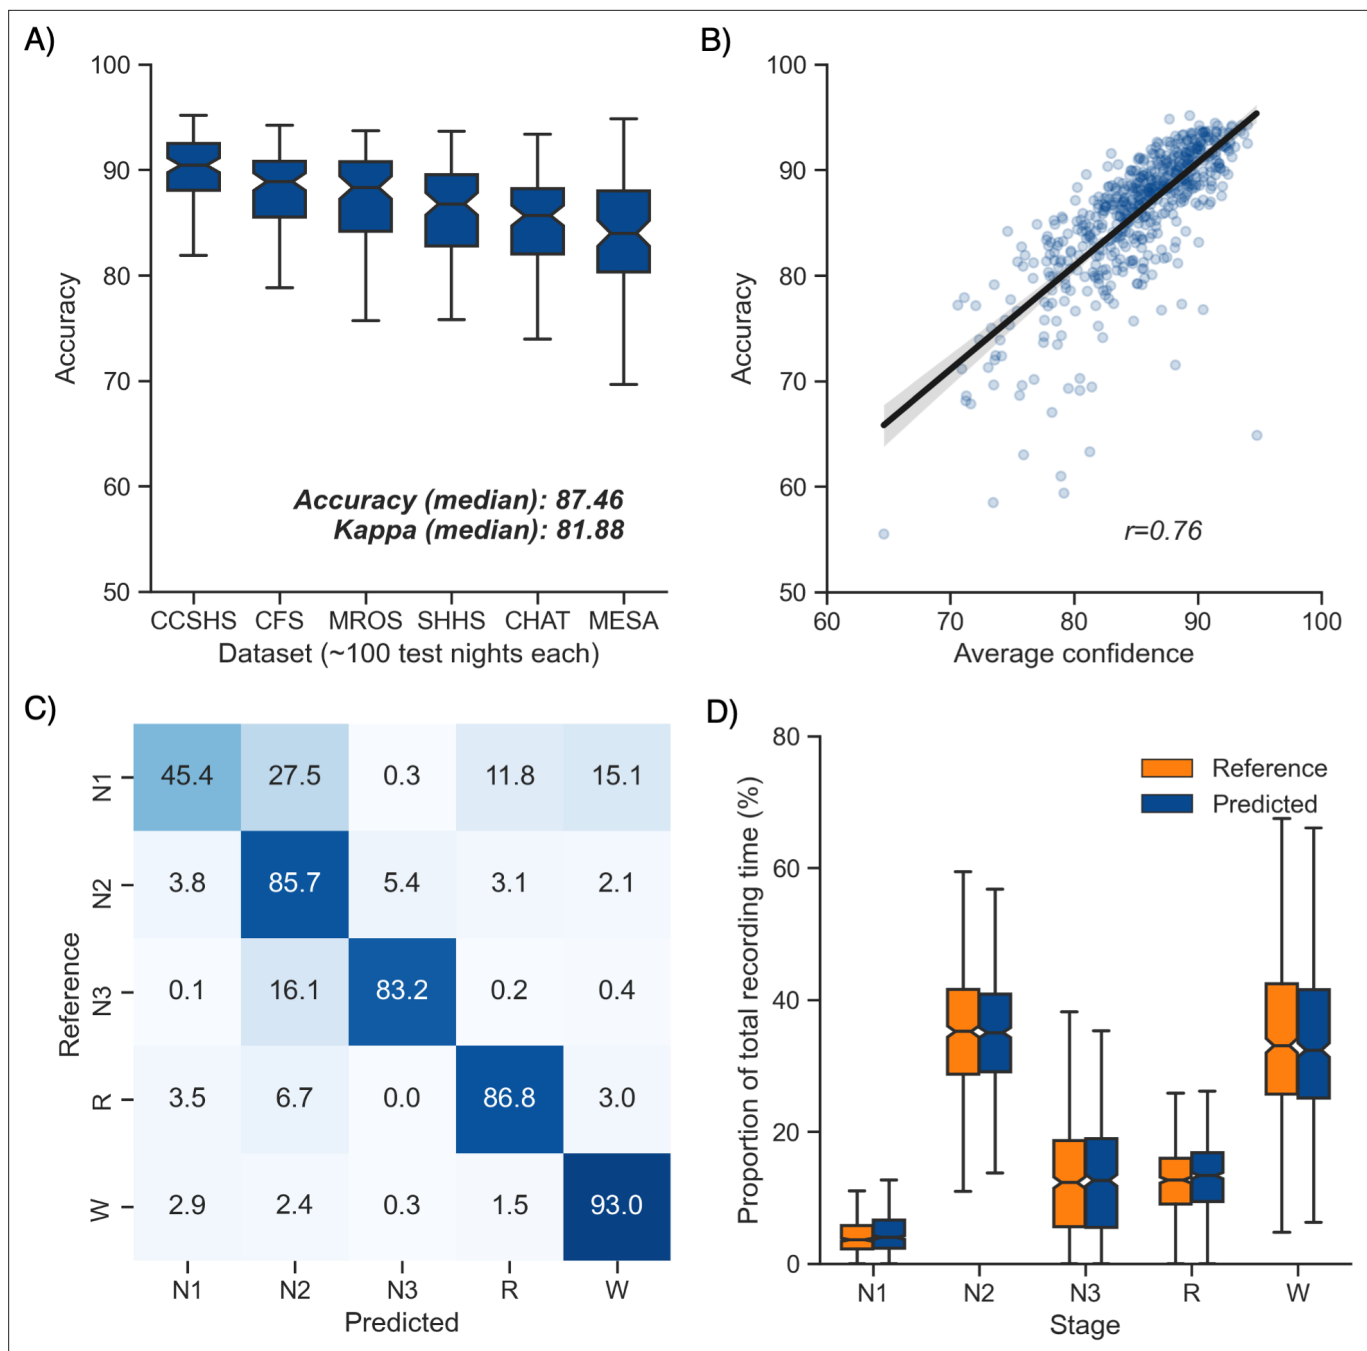 A)
100
90
80
70
60
50
Accuracy
Accuracy (median): 87.46
Kappa (median): 81.88
CCSHS CFS MROS SHHS CHAT MESA
Dataset (~100 test nights each)
B)
100
90
80
70
60
50
Accuracy
r=0.76
60 70 80 90 100
Average confidence
C)
Reference
N1 45.4 27.5 0.3 11.8 15.1
N2 3.8 85.7 5.4 3.1 2.1
N3 0.1 16.1 83.2 0.2 0.4
R 3.5 6.7 0.0 86.8 3.0
W 2.9 2.4 0.3 1.5 93.0
N1 N2 N3 R W
Predicted
D)
80
60
40
20
0
Proportion of total recording time (%)
Reference
Predicted
N1 N2 N3 R W
Stage